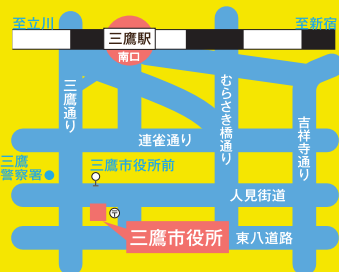 至立川
至新宿
三鷹駅
南口
三鷹通り
むらさき橋通り
吉祥寺通り
連雀通り
三鷹
警察署
三鷹市役所前
人見街道
三鷹市役所
東八道路